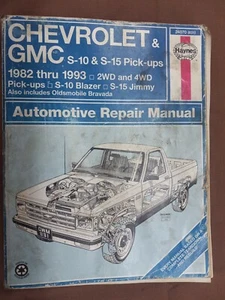 CHEVROLET &
GMC S-10 & S-15 Pick-ups
Haynes
1982 thru 1993 □ 2WD and 4WD
Pick-ups □ S-10 Blazer □ S-15 Jimmy
Also includes Oldsmobile Bravada
Automotive Repair Manual